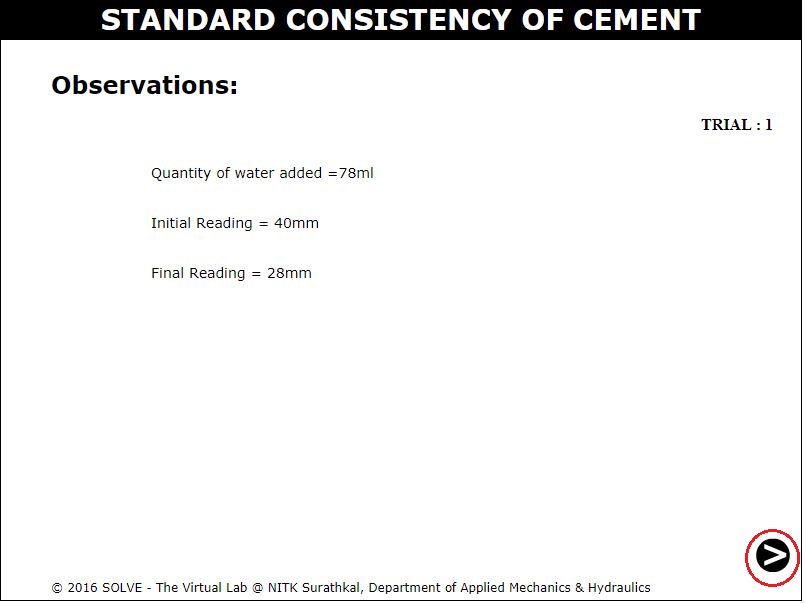 STANDARD CONSISTENCY OF CEMENT
Observations:
TRIAL : 1
Quantity of water added =78ml
Initial Reading = 40mm
Final Reading = 28mm
>
© 2016 SOLVE - The Virtual Lab @ NITK Surathkal, Department of Applied Mechanics & Hydraulics